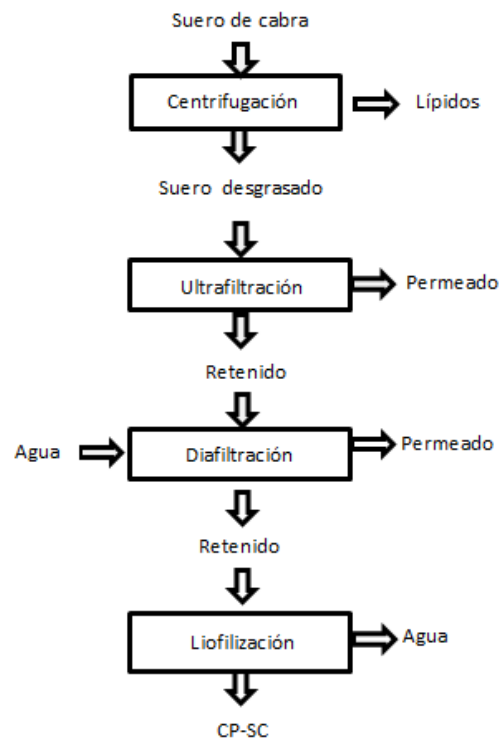 Suero de cabra
Centrifugación
Lípidos
Suero desgrasado
Ultrafiltración
Permeado
Retenido
Agua
Diafiltración
Permeado
Retenido
Liofilización
Agua
CP-SC